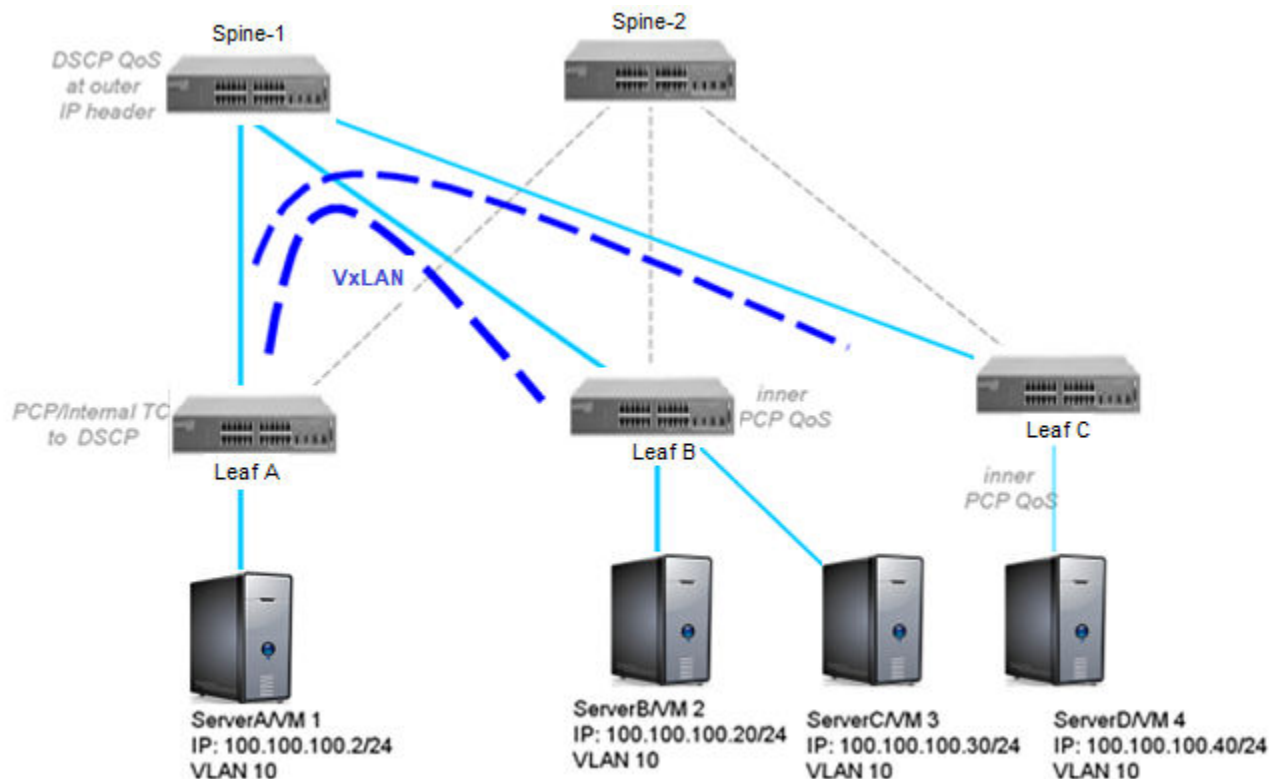 Spine-1
Spine-2
DSCP QoS
at outer
IP header
VxLAN
PCP/Internal TC
to DSCP
Leaf A
inner
PCP QoS
Leaf B
Leaf C
inner
PCP QoS
ServerA/VM 1
IP: 100.100.100.2/24
VLAN 10
ServerB/VM 2
IP: 100.100.100.20/24
VLAN 10
ServerC/VM 3
IP: 100.100.100.30/24
VLAN 10
ServerD/VM 4
IP: 100.100.100.40/24
VLAN 10